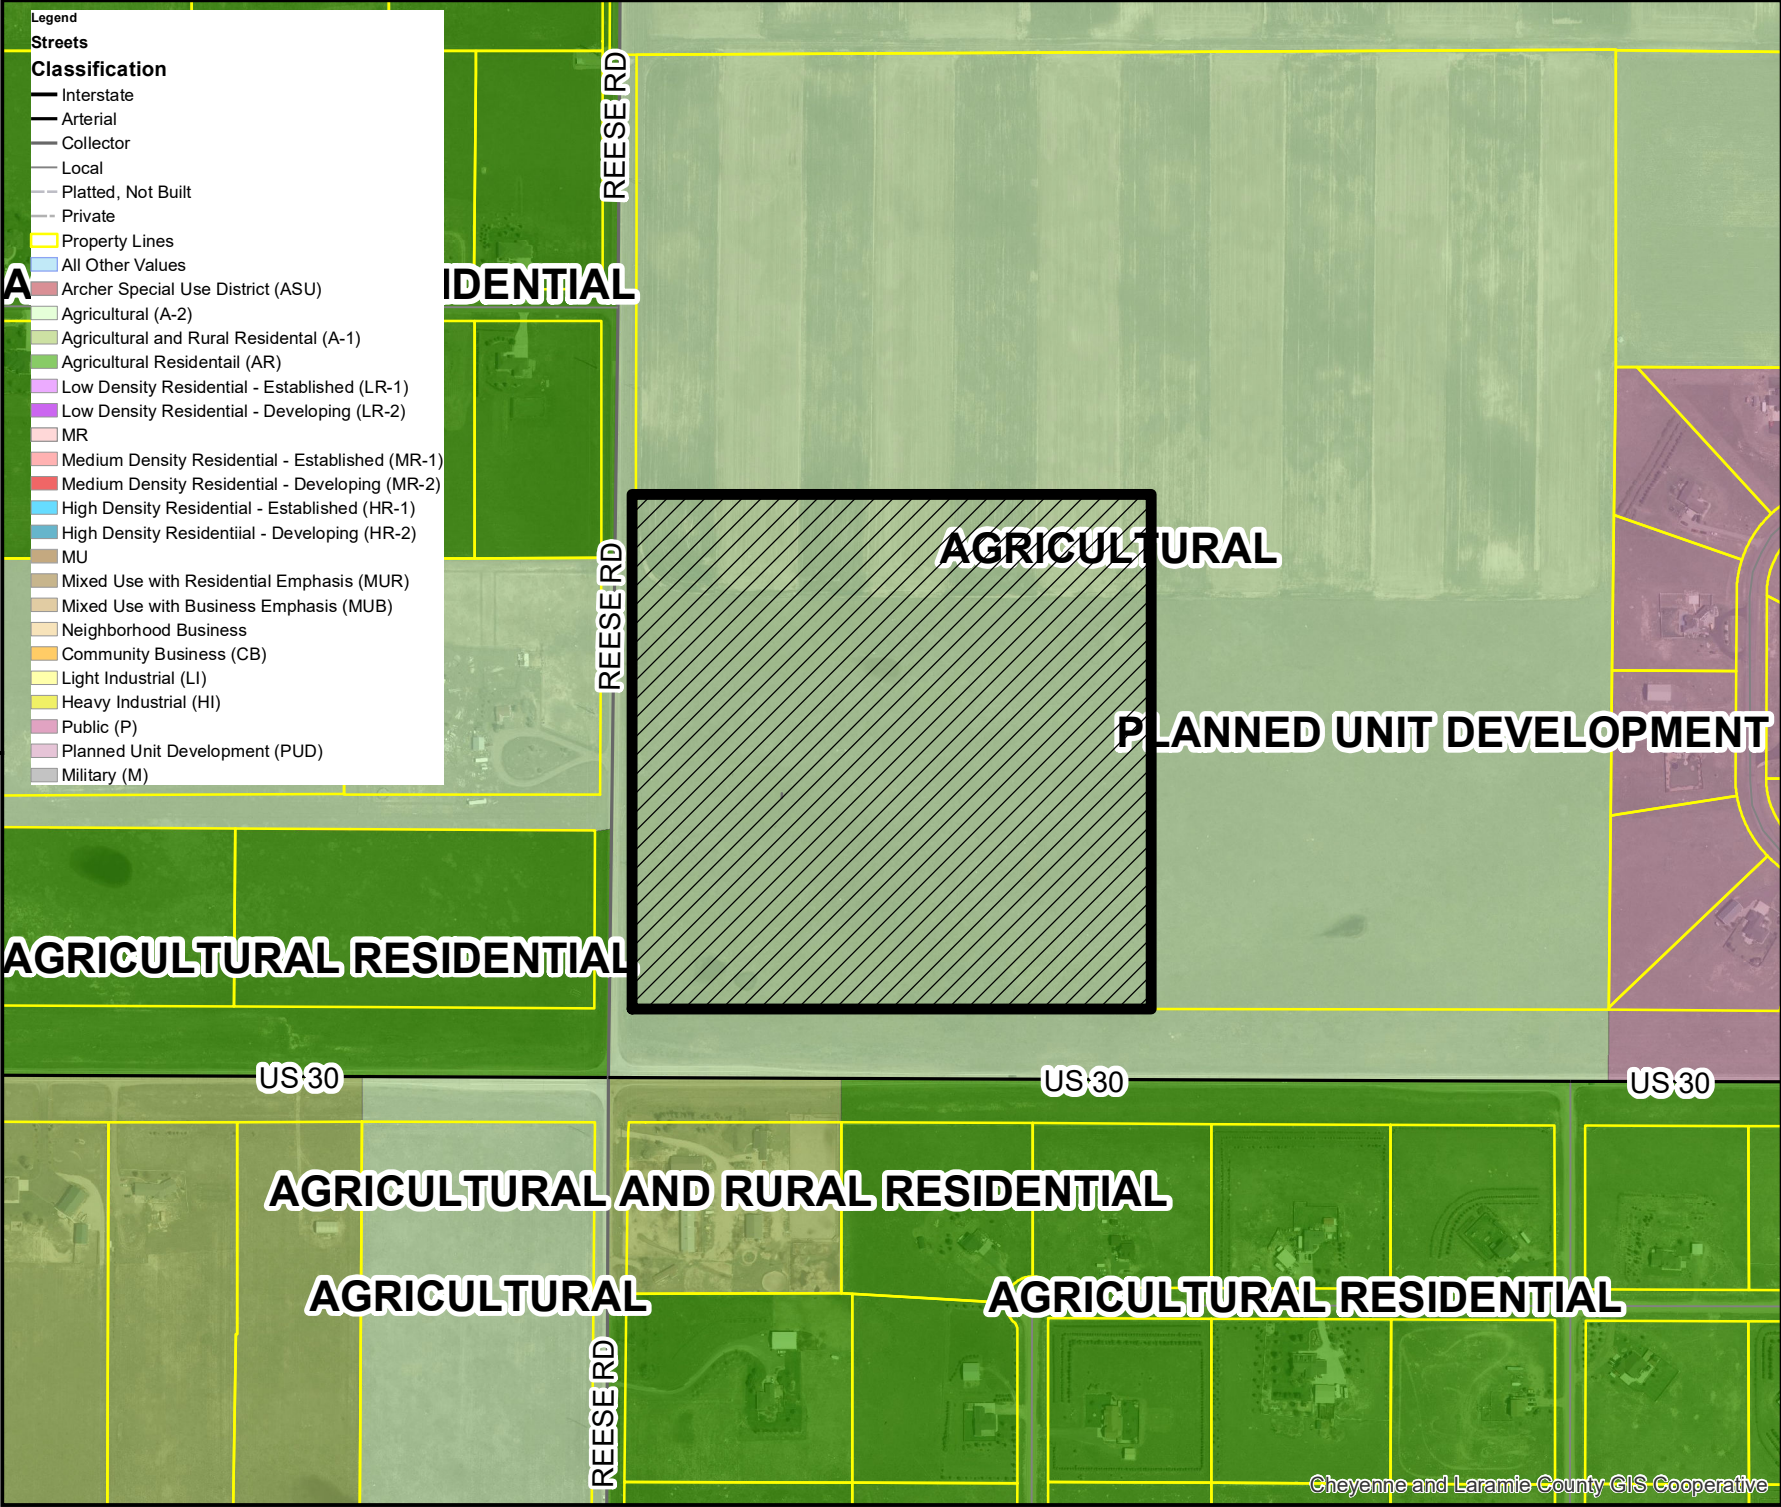 Legend
Streets
Classification
Interstate
Arterial
Collector
Local
Platted, Not Built
Private
Property Lines
All Other Values
Archer Special Use District (ASU)
Agricultural (A-2)
Agricultural and Rural Residental (A-1)
Agricultural Residentail (AR)
Low Density Residential - Established (LR-1)
Low Density Residential - Developing (LR-2)
MR
Medium Density Residential - Established (MR-1)
Medium Density Residential - Developing (MR-2)
High Density Residential - Established (HR-1)
High Density Residentiial - Developing (HR-2)
MU
Mixed Use with Residential Emphasis (MUR)
Mixed Use with Business Emphasis (MUB)
Neighborhood Business
Community Business (CB)
Light Industrial (LI)
Heavy Industrial (HI)
Public (P)
Planned Unit Development (PUD)
Military (M)
REESE RD
A IDENTIAL
REESE RD
AGRICULTURAL
PLANNED UNIT DEVELOPMENT
AGRICULTURAL RESIDENTIAL
US 30
US 30
US 30
AGRICULTURAL AND RURAL RESIDENTIAL
AGRICULTURAL
AGRICULTURAL RESIDENTIAL
REESE RD
Cheyenne and Laramie County GIS Cooperative